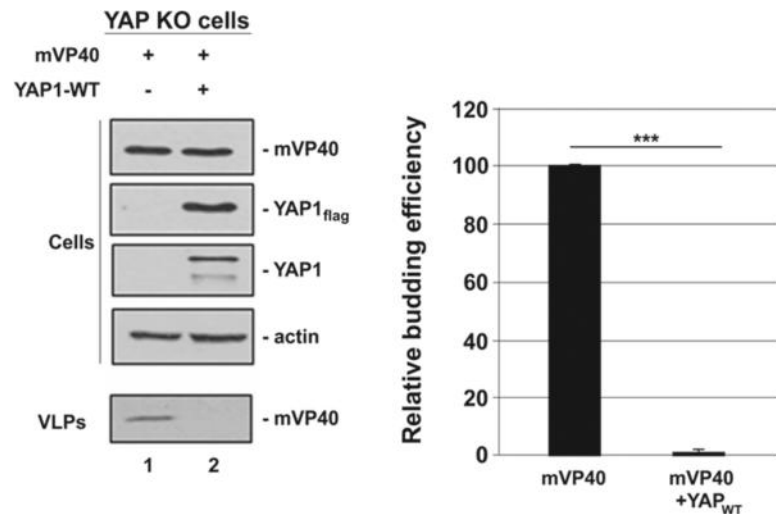 YAP KO cells
mVP40 + +
YAP1-WT - +
Cells
- mVP40
- YAP1flag
- YAP1
- actin
VLPs
- mVP40
1 2
Relative budding efficiency
120
100
80
60
40
20
0
***
mVP40
mVP40
+YAPWT